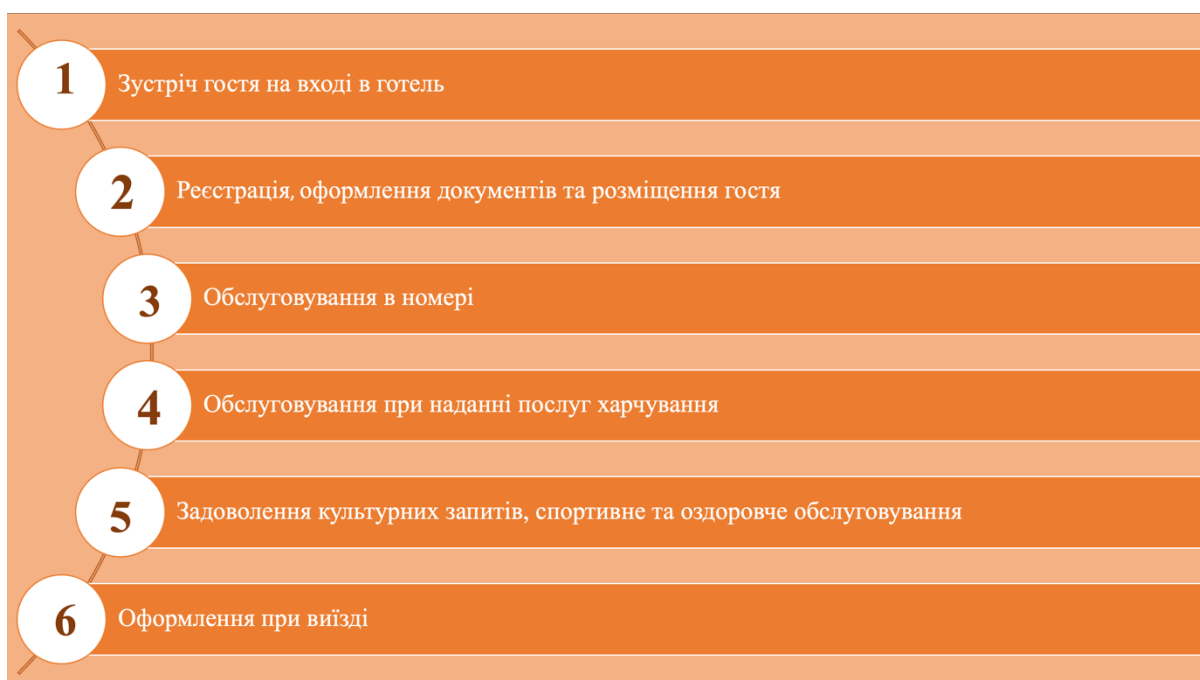 1 Зустріч гостя на вході в готель
2 Реєстрація, оформлення документів та розміщення гостя
3 Обслуговування в номері
4 Обслуговування при наданні послуг харчування
5 Задоволення культурних запитів, спортивне та оздоровче обслуговування
6 Оформлення при виїзді